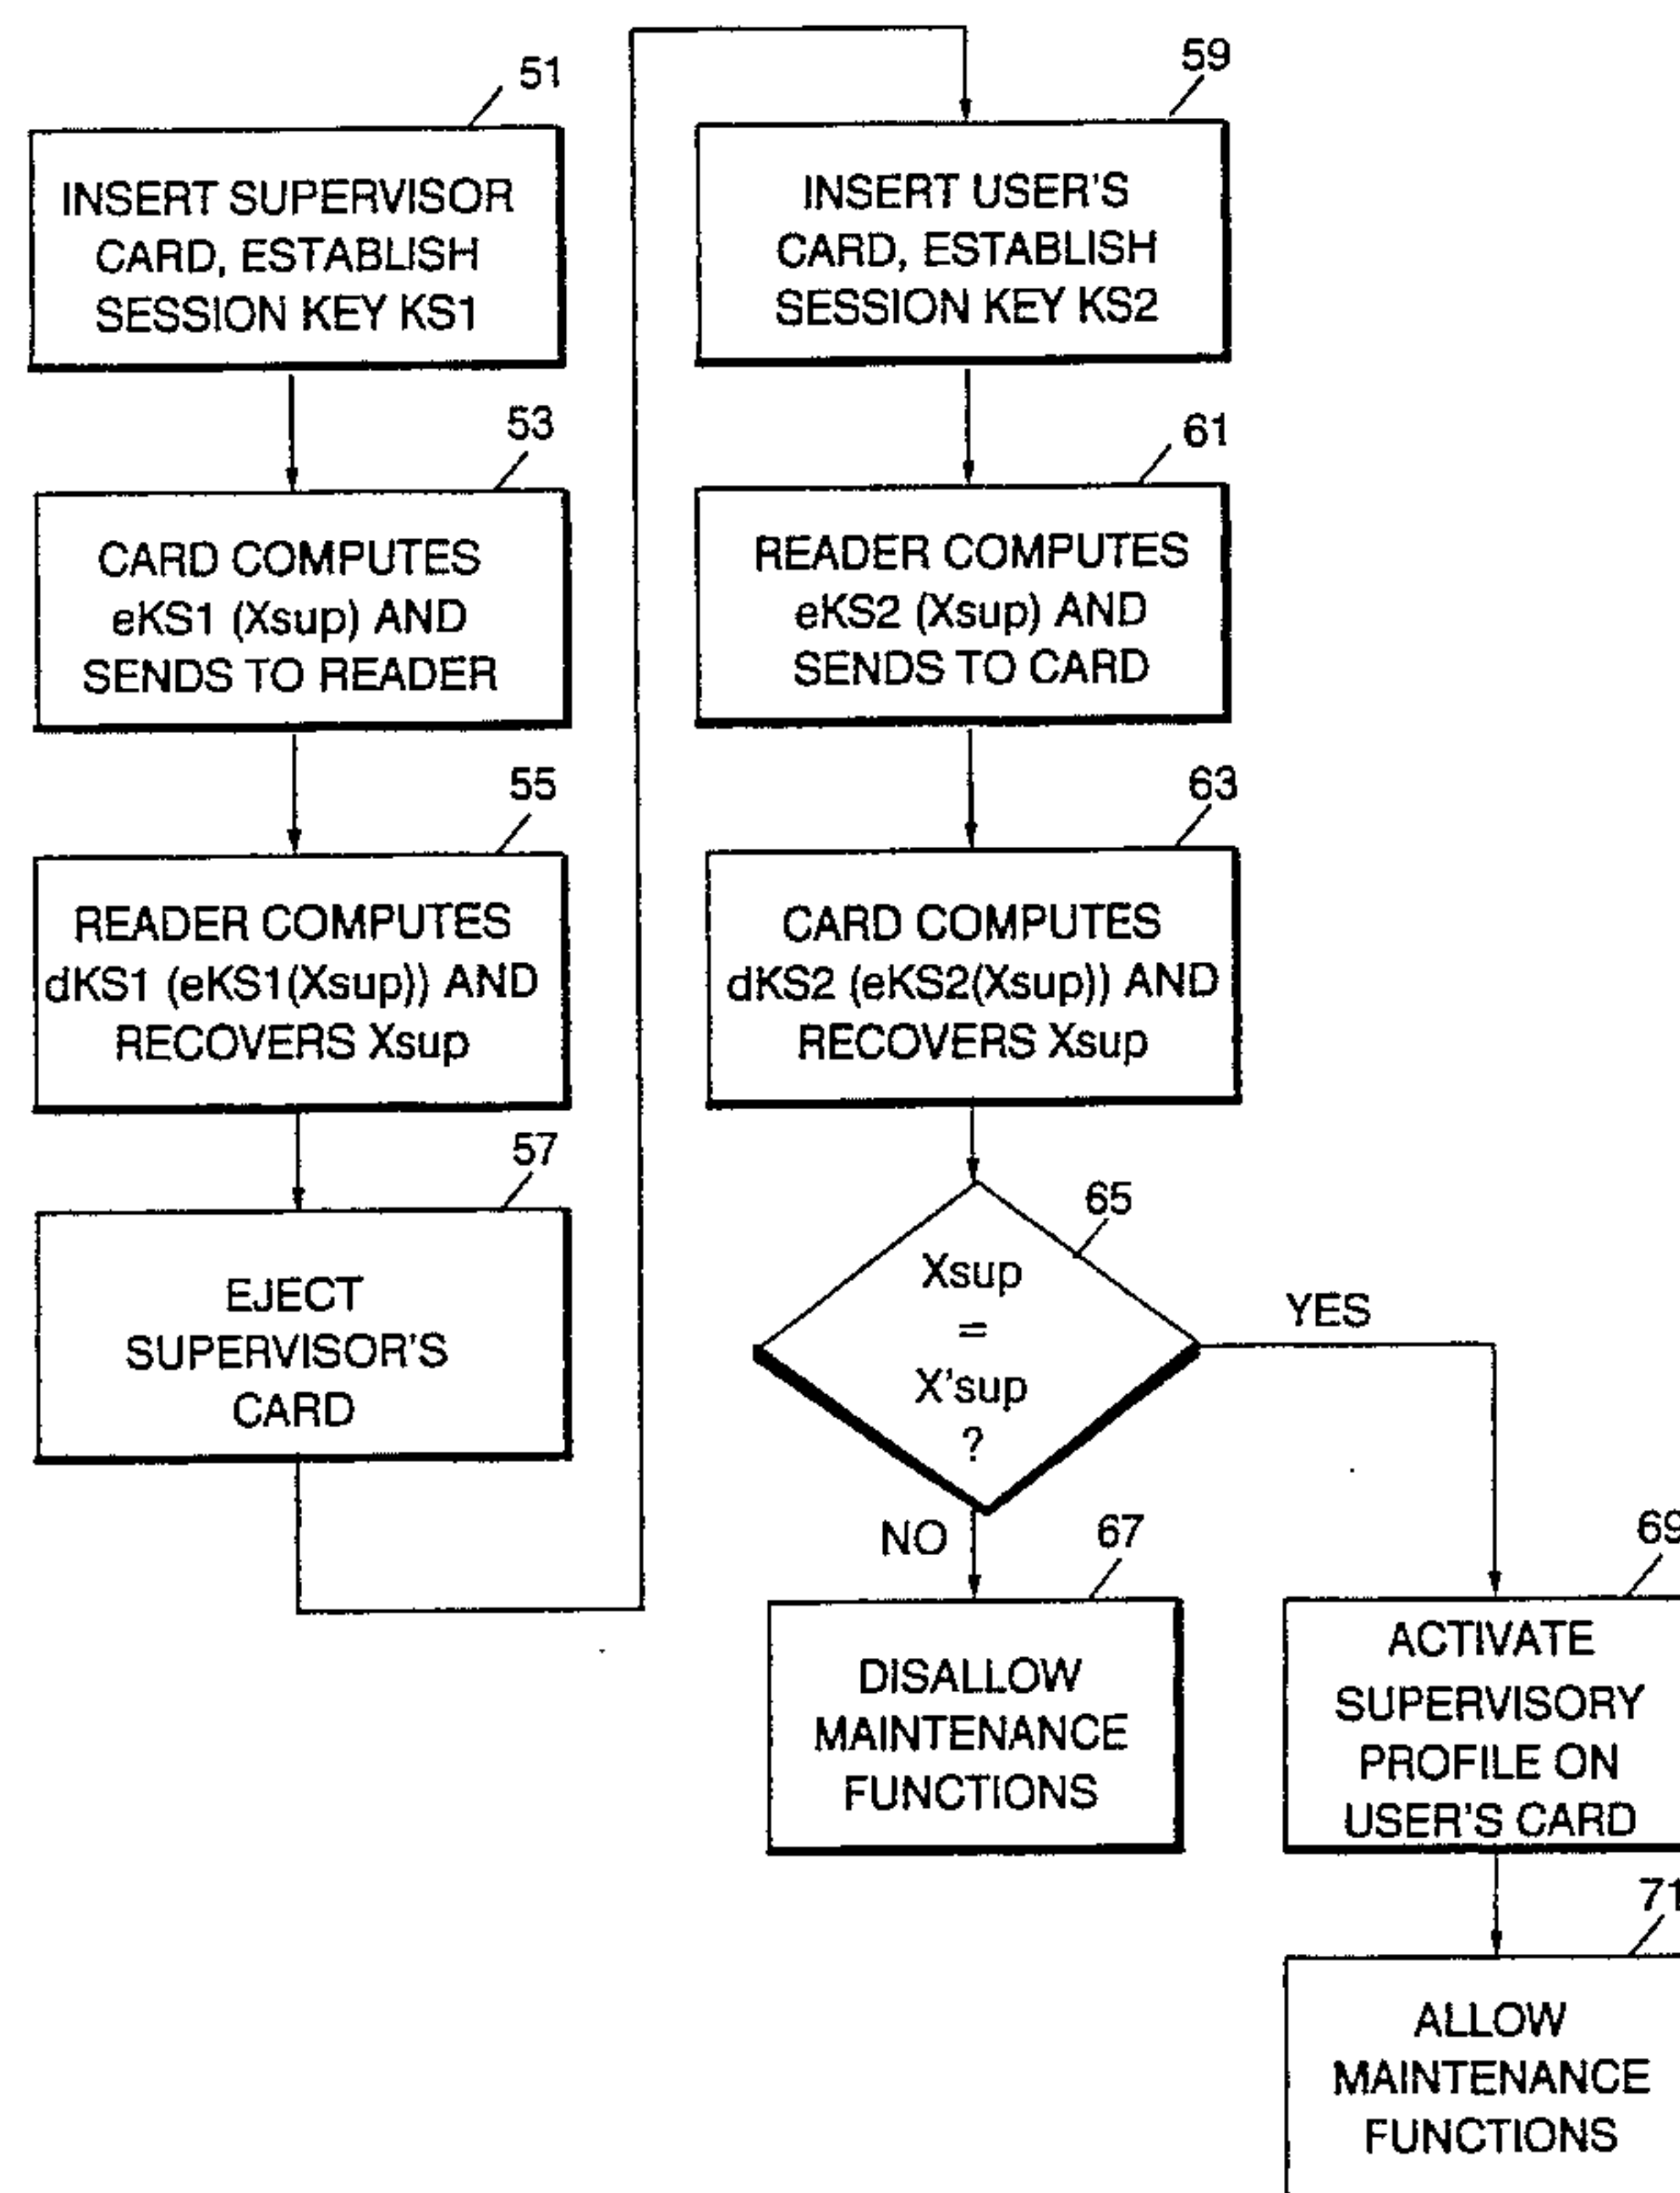 51
INSERT SUPERVISOR
CARD, ESTABLISH
SESSION KEY KS1
53
CARD COMPUTES
eKS1 (Xsup) AND
SENDS TO READER
55
READER COMPUTES
dKS1 (eKS1(Xsup)) AND
RECOVERS Xsup
57
EJECT
SUPERVISOR'S
CARD
59
INSERT USER'S
CARD, ESTABLISH
SESSION KEY KS2
61
READER COMPUTES
eKS2 (Xsup) AND
SENDS TO CARD
63
CARD COMPUTES
dKS2 (eKS2(Xsup)) AND
RECOVERS Xsup
65
Xsup
=
X'sup
?
YES
NO
67
DISALLOW
MAINTENANCE
FUNCTIONS
69
ACTIVATE
SUPERVISORY
PROFILE ON
USER'S CARD
71
ALLOW
MAINTENANCE
FUNCTIONS